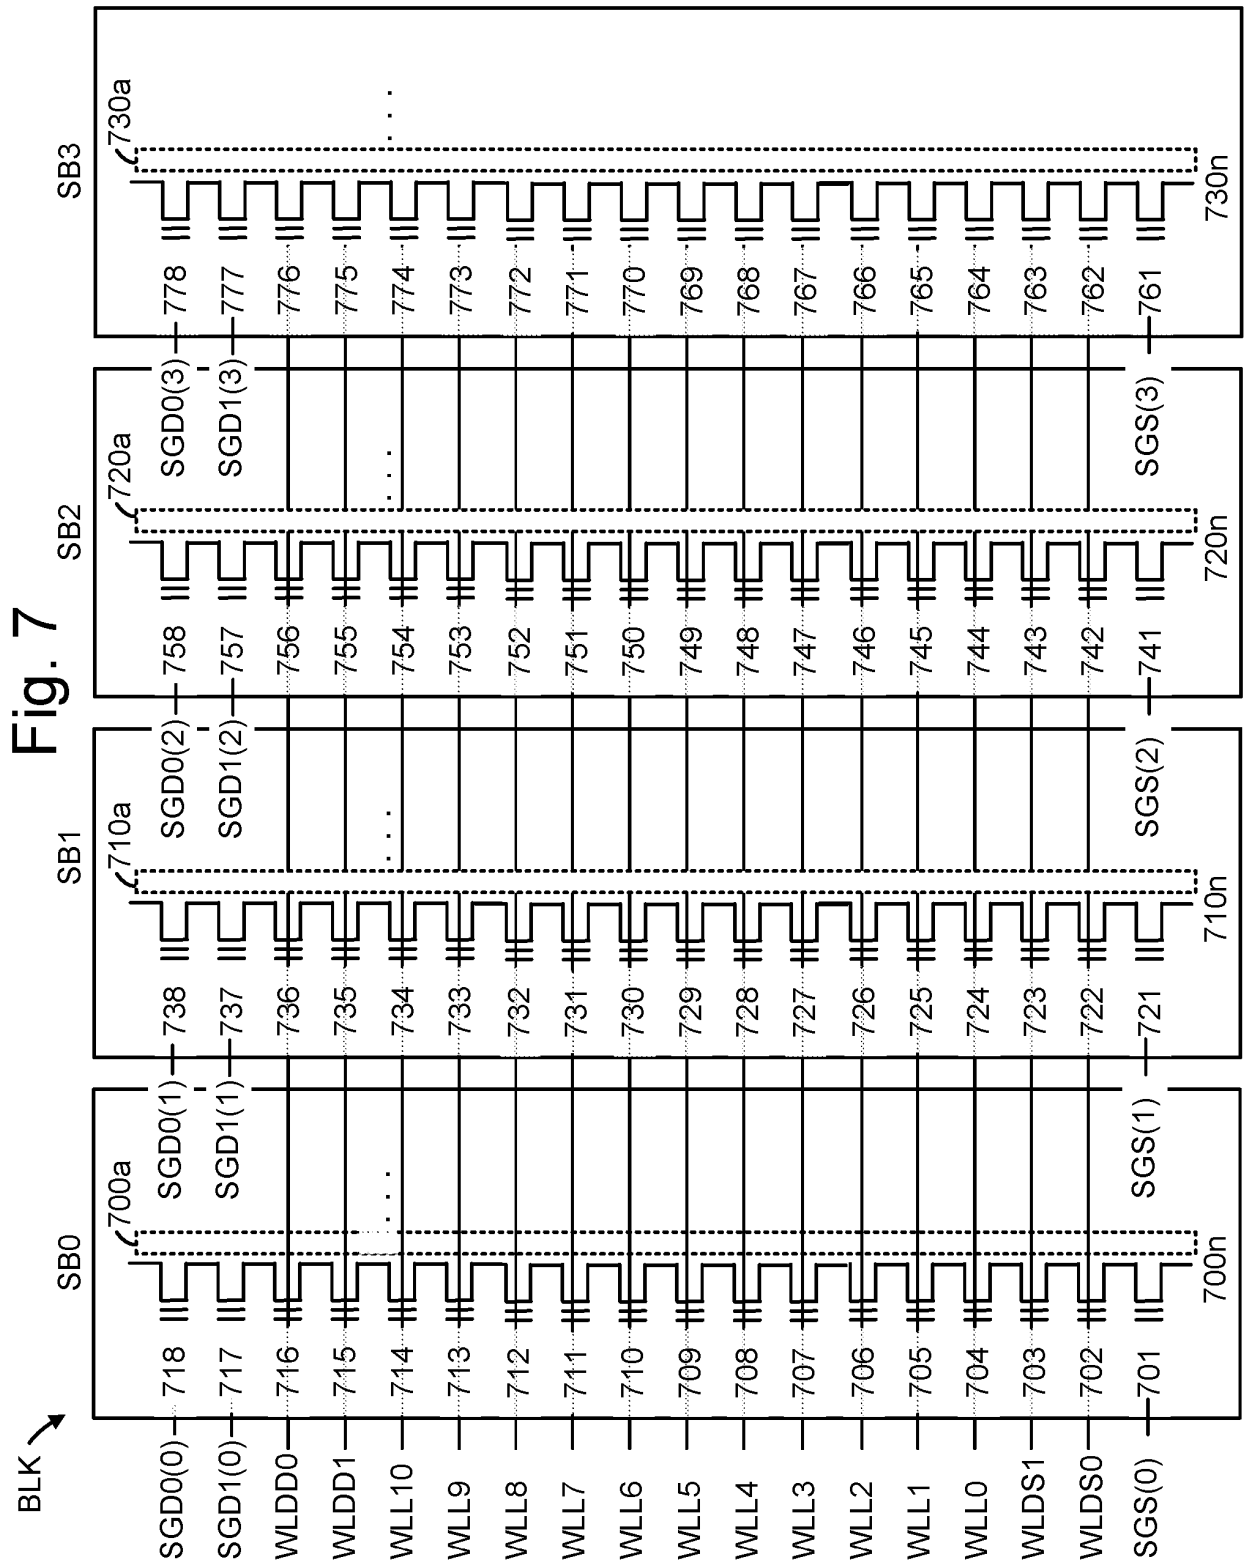 Fig. 7
BLK
SB0 SB1 SB2 SB3
700a 710a 720a 730a
SGD0(0) 718 SGD0(1) 738 SGD0(2) 758 SGD0(3) 778
SGD1(0) 717 SGD1(1) 737 SGD1(2) 757 SGD1(3) 777
WLDD0 716 736 756 776
WLDD1 715 735 755 775
WLL10 714 734 754 774
WLL9 713 733 753 773
WLL8 712 732 752 772
WLL7 711 731 751 771
WLL6 710 730 750 770
WLL5 709 729 749 769
WLL4 708 728 748 768
WLL3 707 727 747 767
WLL2 706 726 746 766
WLL1 705 725 745 765
WLL0 704 724 744 764
WLDS1 703 723 743 763
WLDS0 702 722 742 762
SGS(0) 701 SGS(1) 721 SGS(2) 741 SGS(3) 761
700n 710n 720n 730n